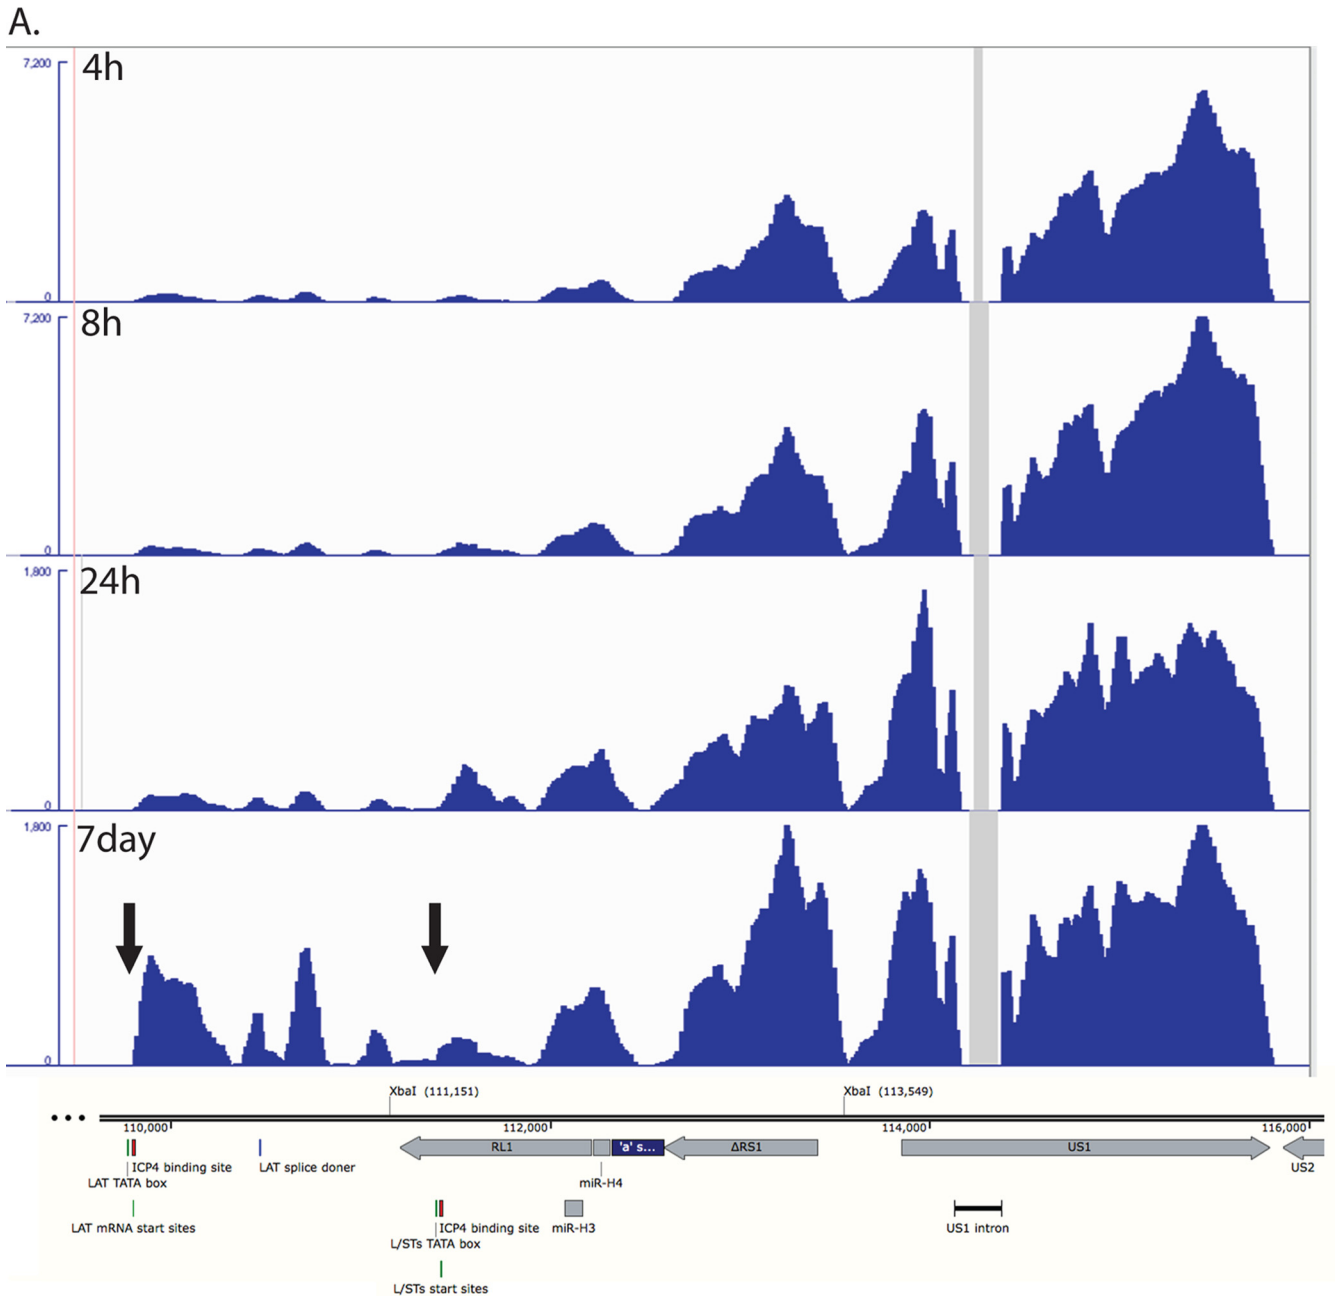 A.
7,200
4h
0
7,200
8h
0
1,800
24h
0
1,800
7day
0
XbaI (111,151)
XbaI (113,549)
110,000
112,000
114,000
116,000
RL1
'a' s...
ΔRS1
US1
ICP4 binding site
LAT splice doner
US2
LAT TATA box
miR-H4
LAT mRNA start sites
ICP4 binding site
miR-H3
US1 intron
L/STs TATA box
L/STs start sites